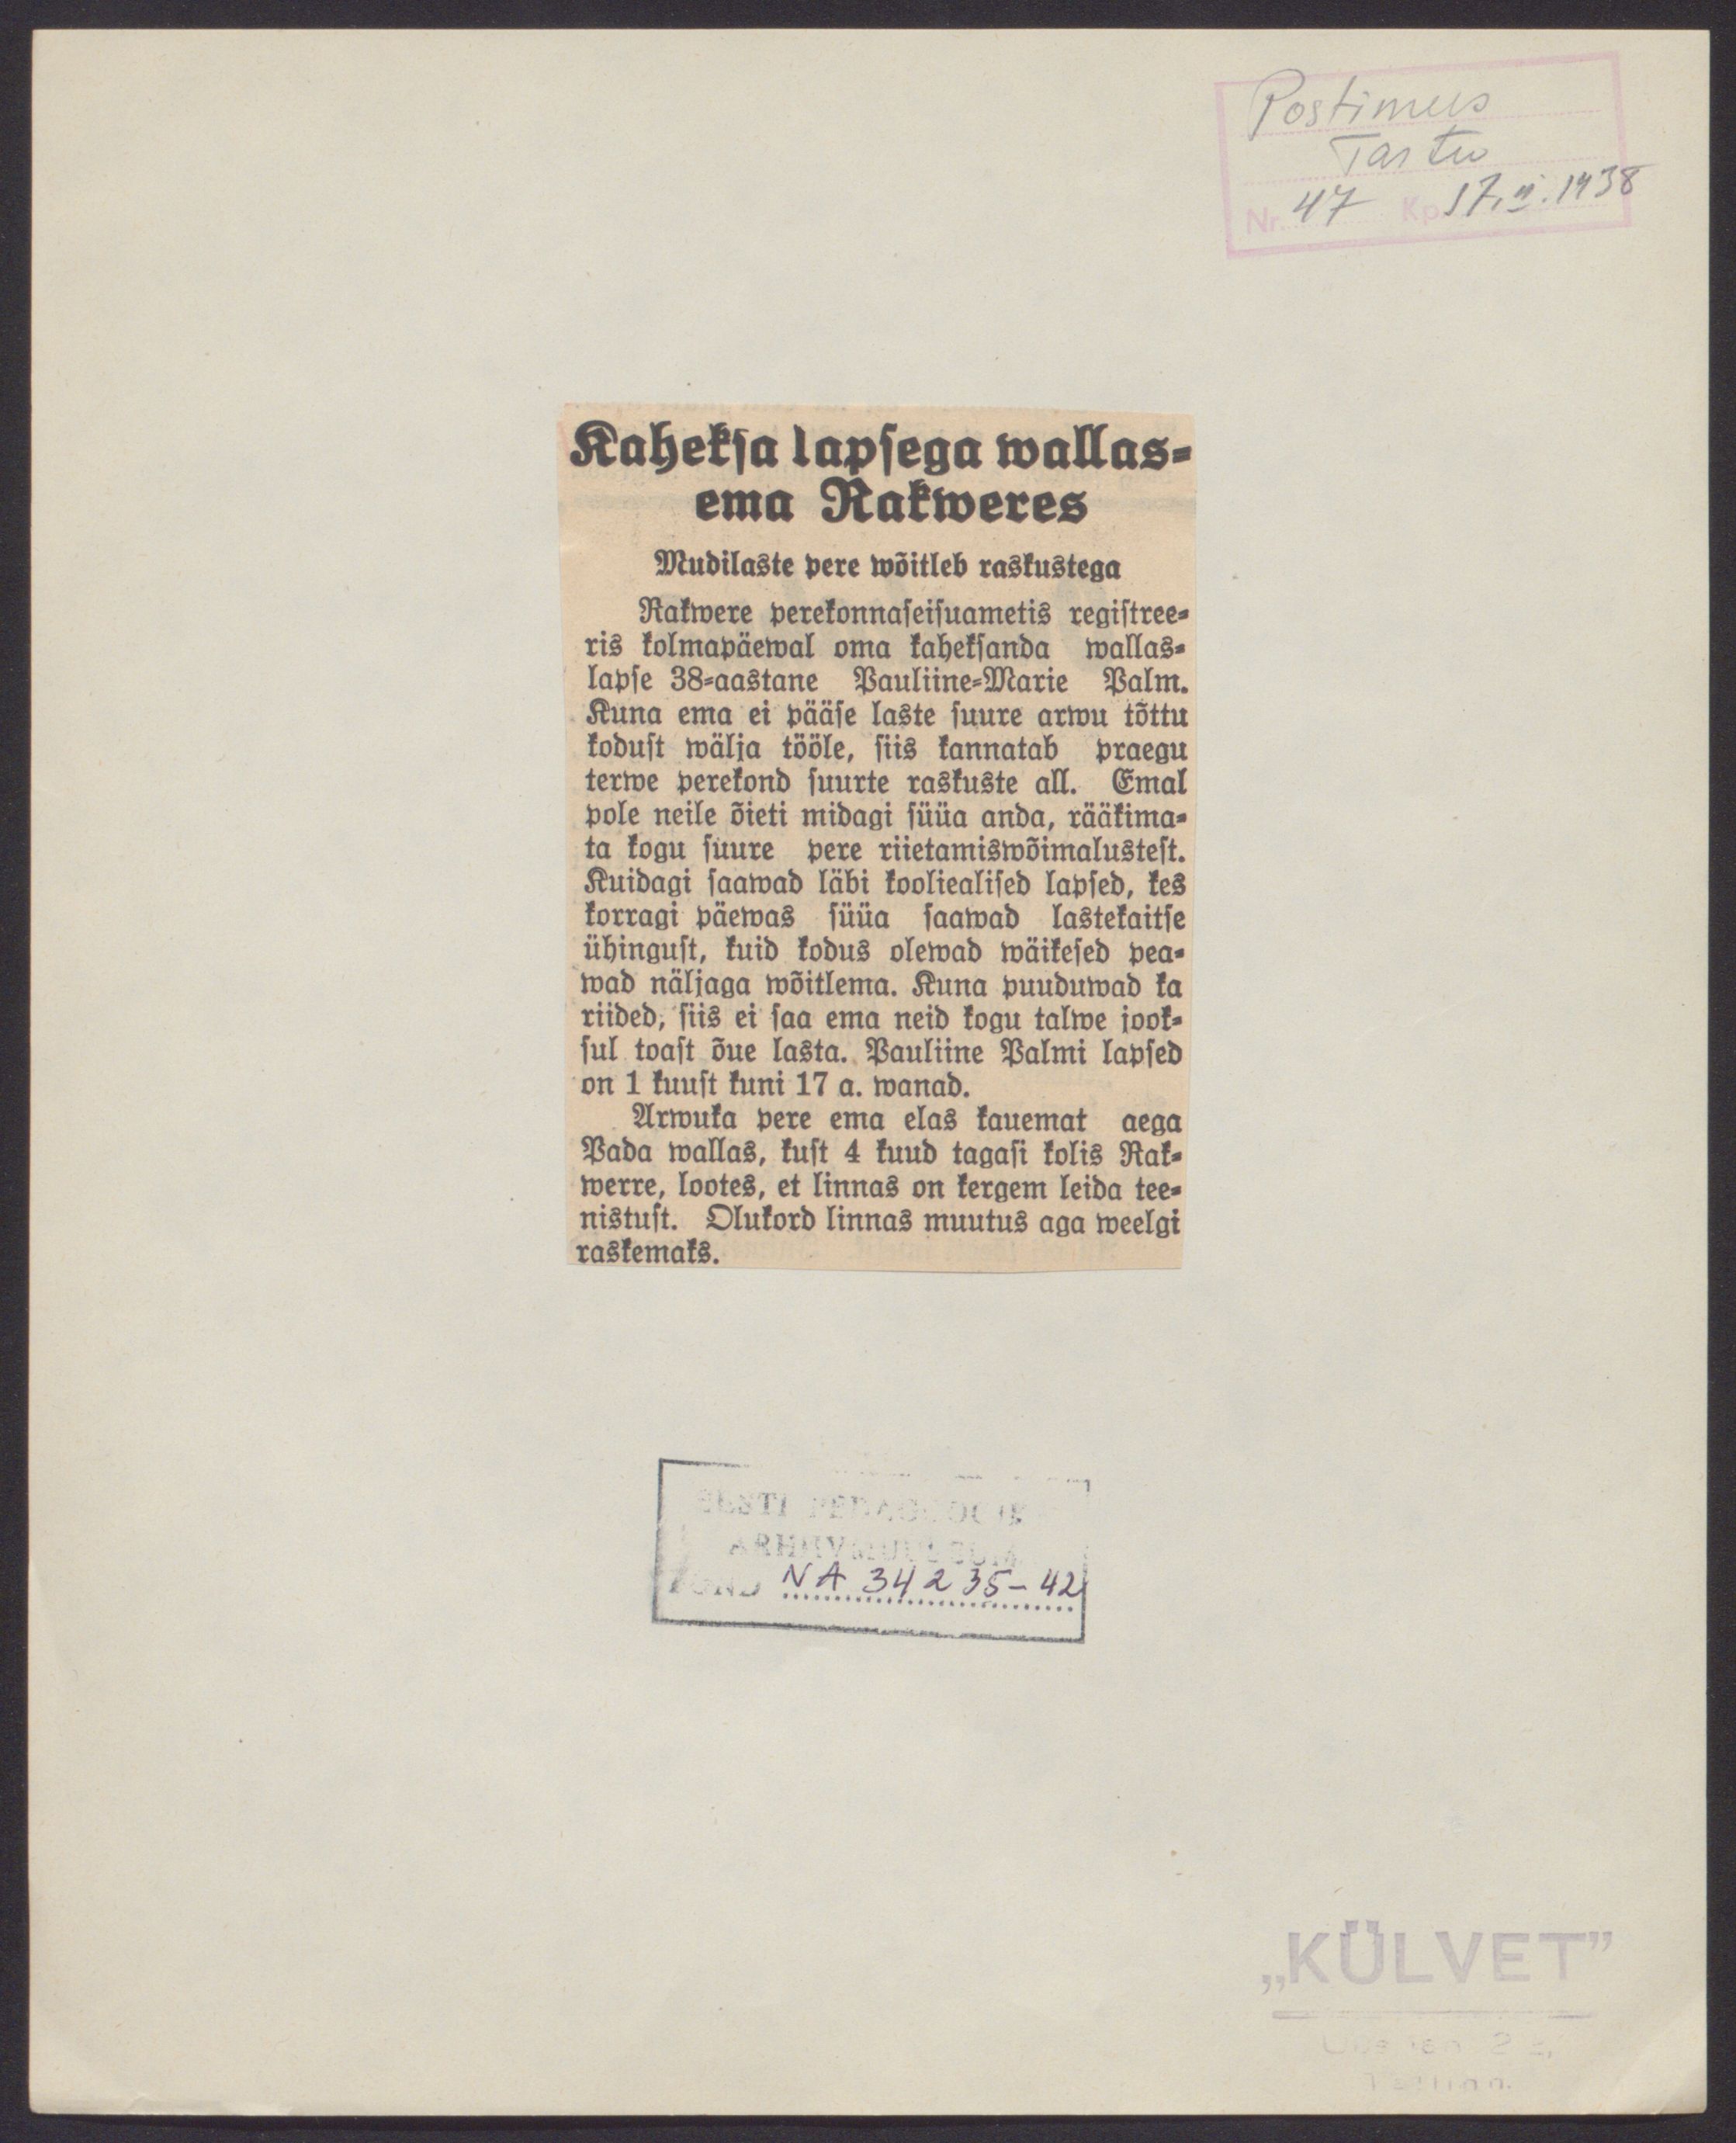 Postimees
Tartu
Nr. 47 Kp. 17. II. 1938
Kaheksa lapsega wallas-
ema Rakweres
Mudilaste pere wõitleb raskustega
Rakwere perekonnaseisuametis registree-
ris kolmapäewal oma kaheksanda wallas-
lapse 38-aastane Pauliine-Marie Palm.
Kuna ema ei pääse laste suure arwu tõttu
kodust wälja tööle, siis kannatab praegu
terwe perekond suurte raskuste all. Emal
pole neile õieti midagi süüa anda, rääkima-
ta kogu suure pere riietamiswõimalustest.
Kuidagi saawad läbi kooliealised lapsed, kes
korragi päewas süüa saawad lastekaitse
ühingust, kuid kodus olewad wäikesed pea-
wad näljaga wõitlema. Kuna puuduwad ka
riided, siis ei saa ema neid kogu talwe jook-
sul toast õue lasta. Pauliine Palmi lapsed
on 1 kuust kuni 17 a. wanad.
Arwuka pere ema elas kauemat aega
Pada wallas, kust 4 kuud tagasi kolis Rak-
werre, lootes, et linnas on kergem leida tee-
nistust. Olukord linnas muutus aga weelgi
raskemaks.
EESTI PEDAGOOGIKA
ARHIIVMUUSEUM
FOND NA 34235-42
„KÜLVET”
Tallinn.